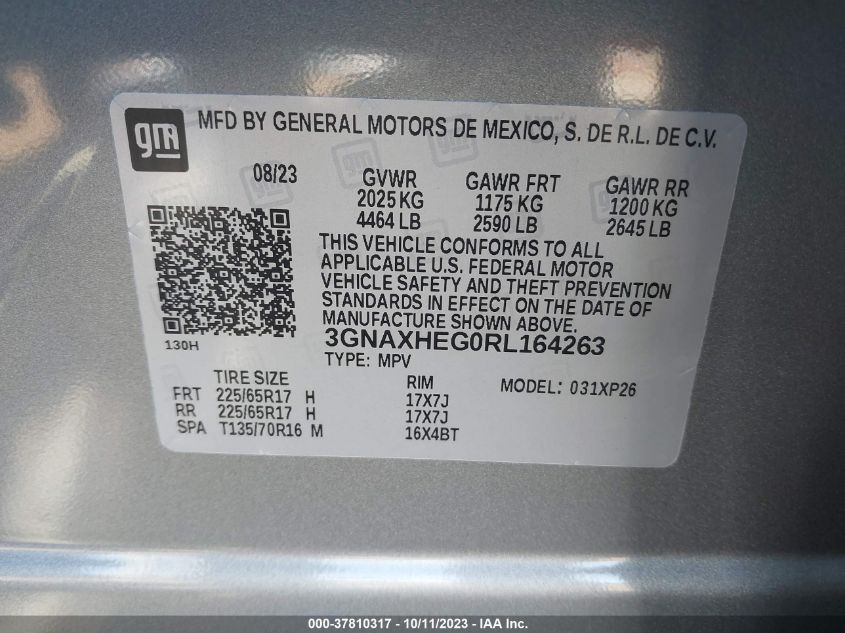 gm
MFD BY GENERAL MOTORS DE MEXICO, S. DE R.L. DE C.V.
08/23
GVWR GAWR FRT GAWR RR
2025 KG 1175 KG 1200 KG
4464 LB 2590 LB 2645 LB
THIS VEHICLE CONFORMS TO ALL
APPLICABLE U.S. FEDERAL MOTOR
VEHICLE SAFETY AND THEFT PREVENTION
STANDARDS IN EFFECT ON THE DATE OF
MANUFACTURE SHOWN ABOVE.
130H
3GNAXHEG0RL164263
TYPE: MPV
TIRE SIZE RIM MODEL: 031XP26
FRT 225/65R17 H 17X7J
RR 225/65R17 H 17X7J
SPA T135/70R16 M 16X4BT
000-37810317 - 10/11/2023 - IAA Inc.